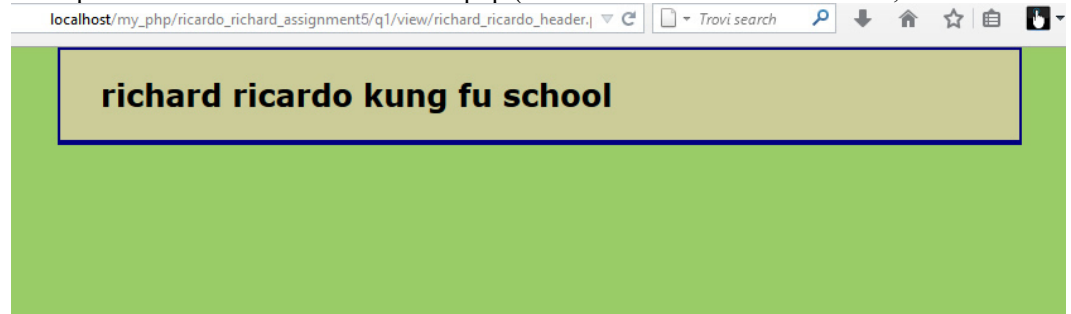 localhost/my_php/ricardo_richard_assignment5/q1/view/richard_ricardo_header.p
Trovi search
richard ricardo kung fu school